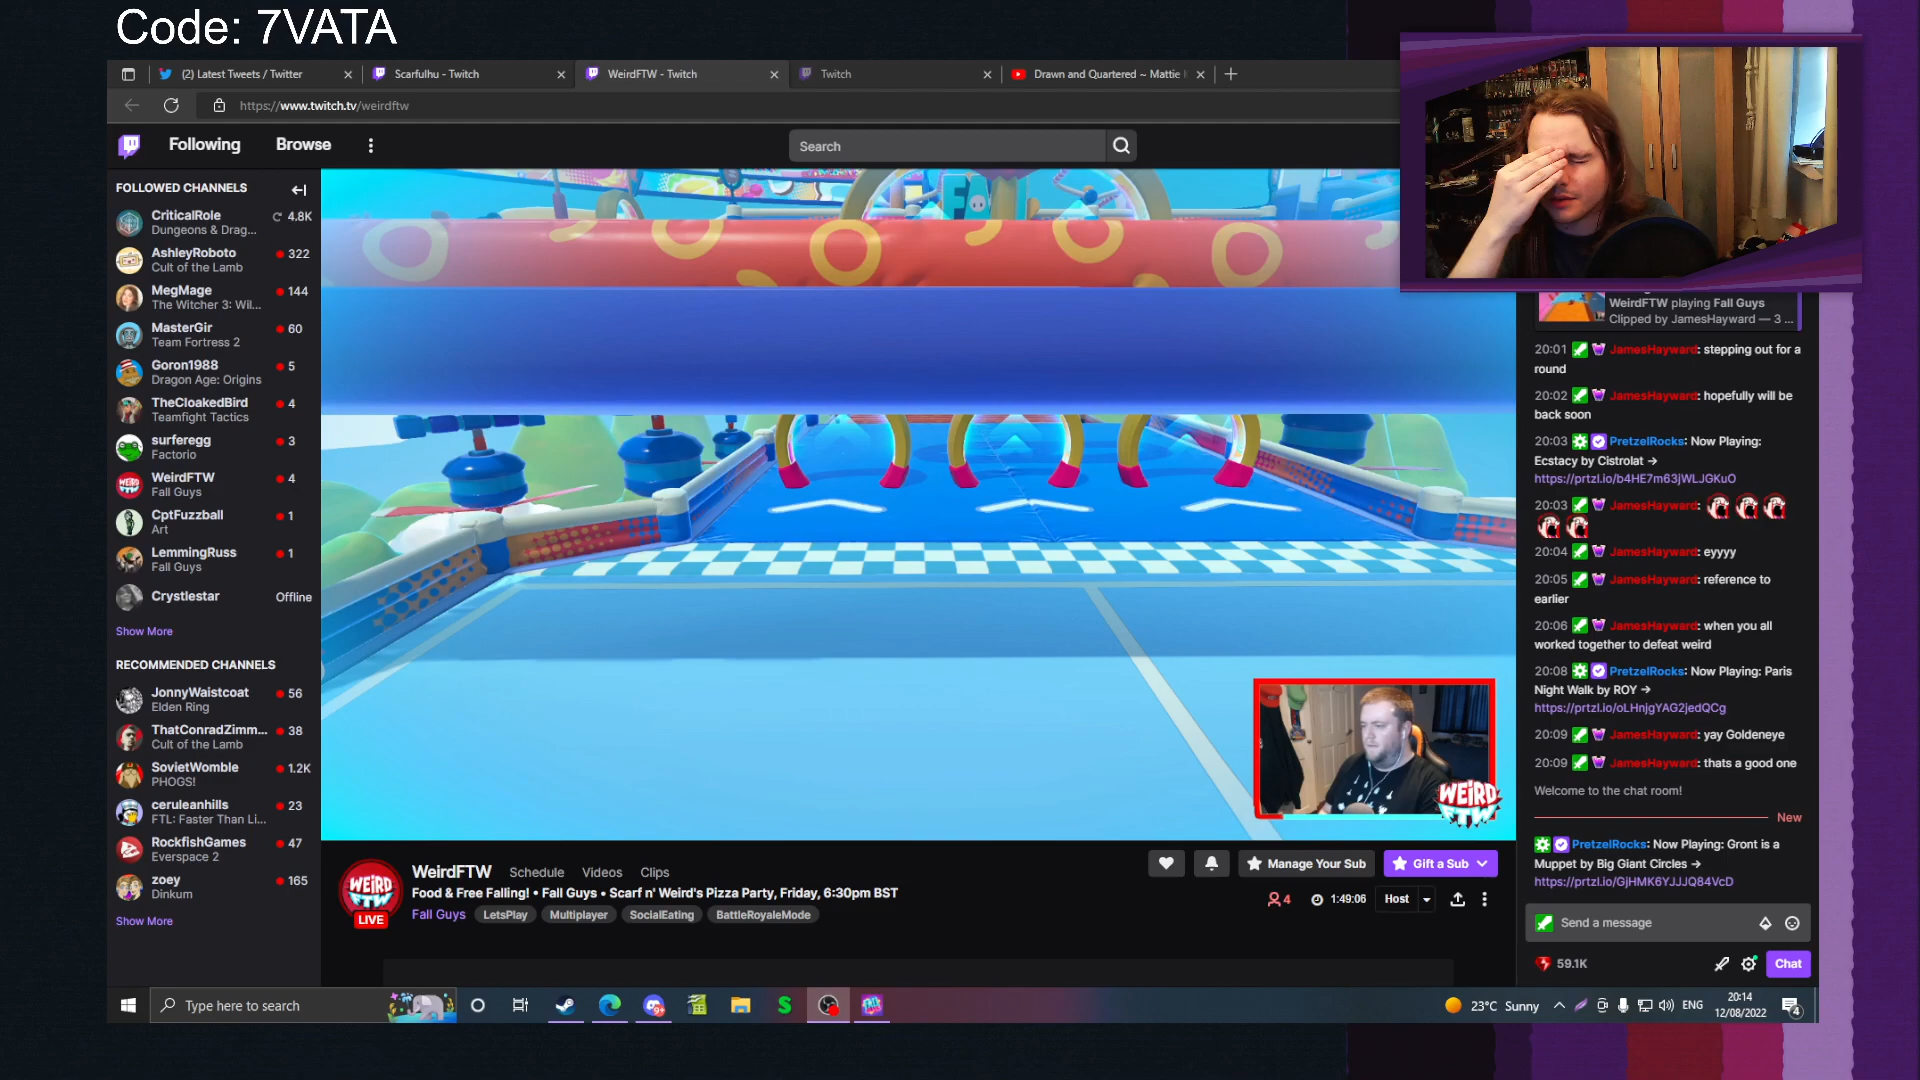 Code: 7VATA
(2) Latest Tweets / Twitter
Scarfulhu - Twitch
WeirdFTW - Twitch
Twitch
Drawn and Quartered ~ Mattie
https://www.twitch.tv/weirdftw
Following
Browse
Search
FOLLOWED CHANNELS
CriticalRole
4.8K
Dungeons & Drag...
AshleyRoboto
322
Cult of the Lamb
MegMage
144
The Witcher 3: Wil...
MasterGir
60
Team Fortress 2
Goron1988
5
Dragon Age: Origins
TheCloakedBird
4
Teamfight Tactics
surferegg
3
Factorio
WeirdFTW
4
Fall Guys
CptFuzzball
1
Art
LemmingRuss
1
Fall Guys
Crystlestar
Offline
Show More
RECOMMENDED CHANNELS
JonnyWaistcoat
56
Elden Ring
ThatConradZimm...
38
Cult of the Lamb
SovietWomble
1.2K
PHOGS!
ceruleanhills
23
FTL: Faster Than Li...
RockfishGames
47
Everspace 2
zoey
165
Dinkum
Show More
WEIRD
FTW
WEIRD
FTW
LIVE
WeirdFTW
Schedule
Videos
Clips
Manage Your Sub
Gift a Sub
Food & Free Falling! • Fall Guys • Scarf n' Weird's Pizza Party, Friday, 6:30pm BST
Fall Guys
LetsPlay
Multiplayer
SocialEating
BattleRoyaleMode
4
1:49:06
Host
WeirdFTW playing Fall Guys
Clipped by JamesHayward — 3 ...
20:01 JamesHayward: stepping out for a
round
20:02 JamesHayward: hopefully will be
back soon
20:03 PretzelRocks: Now Playing:
Ecstacy by Cistrolat →
https://prtzl.io/b4HE7m63jWLJGKuO
20:03 JamesHayward:
20:04 JamesHayward: eyyyy
20:05 JamesHayward: reference to
earlier
20:06 JamesHayward: when you all
worked together to defeat weird
20:08 PretzelRocks: Now Playing: Paris
Night Walk by ROY →
https://prtzl.io/oLHnjgYAG2jedQCg
20:09 JamesHayward: yay Goldeneye
20:09 JamesHayward: thats a good one
Welcome to the chat room!
New
PretzelRocks: Now Playing: Gront is a
Muppet by Big Giant Circles →
https://prtzl.io/GjHMK6YJJJQ84VcD
Send a message
59.1K
Chat
Type here to search
23°C Sunny
ENG
20:14
12/08/2022
4